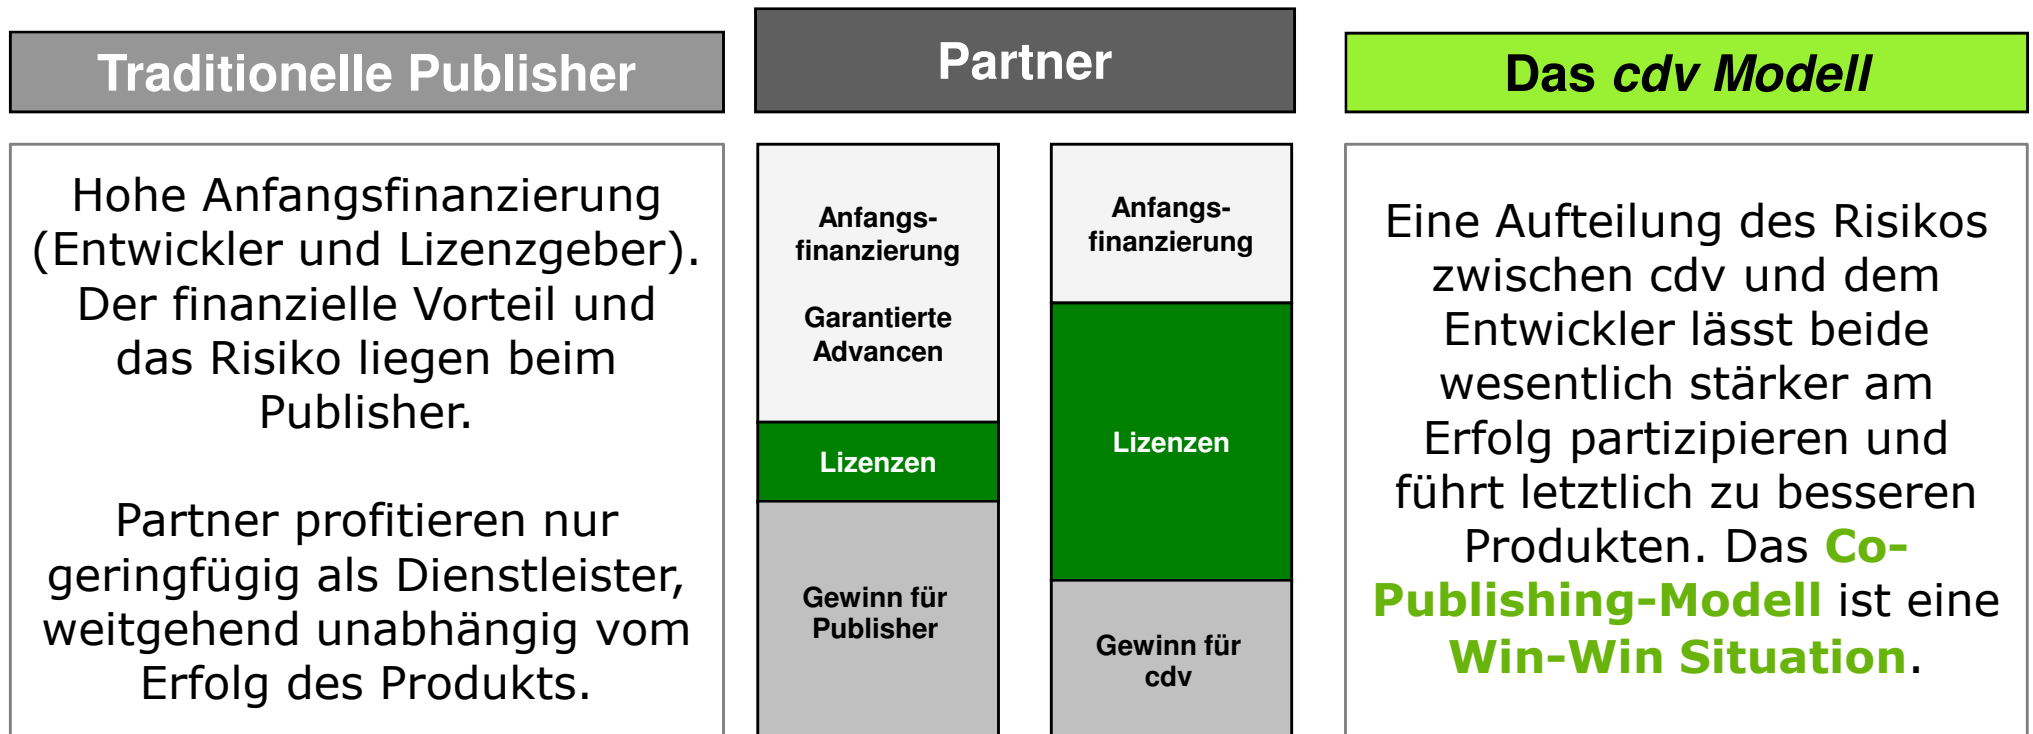 Traditionelle Publisher
Hohe Anfangsfinanzierung
(Entwickler und Lizenzgeber).
Der finanzielle Vorteil und
das Risiko liegen beim
Publisher.
Partner profitieren nur
geringfügig als Dienstleister,
weitgehend unabhängig vom
Erfolg des Produkts.
Partner
Anfangs-
finanzierung
Garantierte
Advancen
Lizenzen
Gewinn für
Publisher
Anfangs-
finanzierung
Lizenzen
Gewinn für
cdv
Das cdv Modell
Eine Aufteilung des Risikos
zwischen cdv und dem
Entwickler lässt beide
wesentlich stärker am
Erfolg partizipieren und
führt letztlich zu besseren
Produkten. Das Co-
Publishing-Modell ist eine
Win-Win Situation.